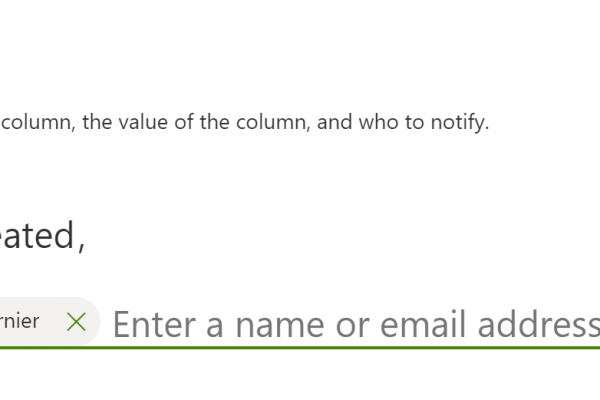 column, the value of the column, and who to notify.
eated,
rnier
Enter a name or email address